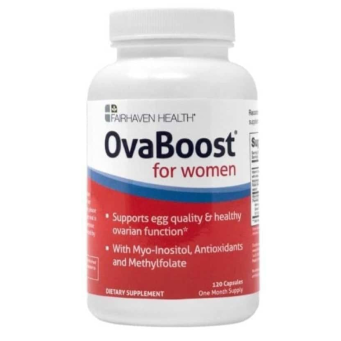 FAIRHAVEN HEALTH®
OvaBoost®
for women
• Supports egg quality & healthy
ovarian function*
• With Myo-Inositol, Antioxidants
and Methylfolate
DIETARY SUPPLEMENT
120 Capsules
One Month Supply